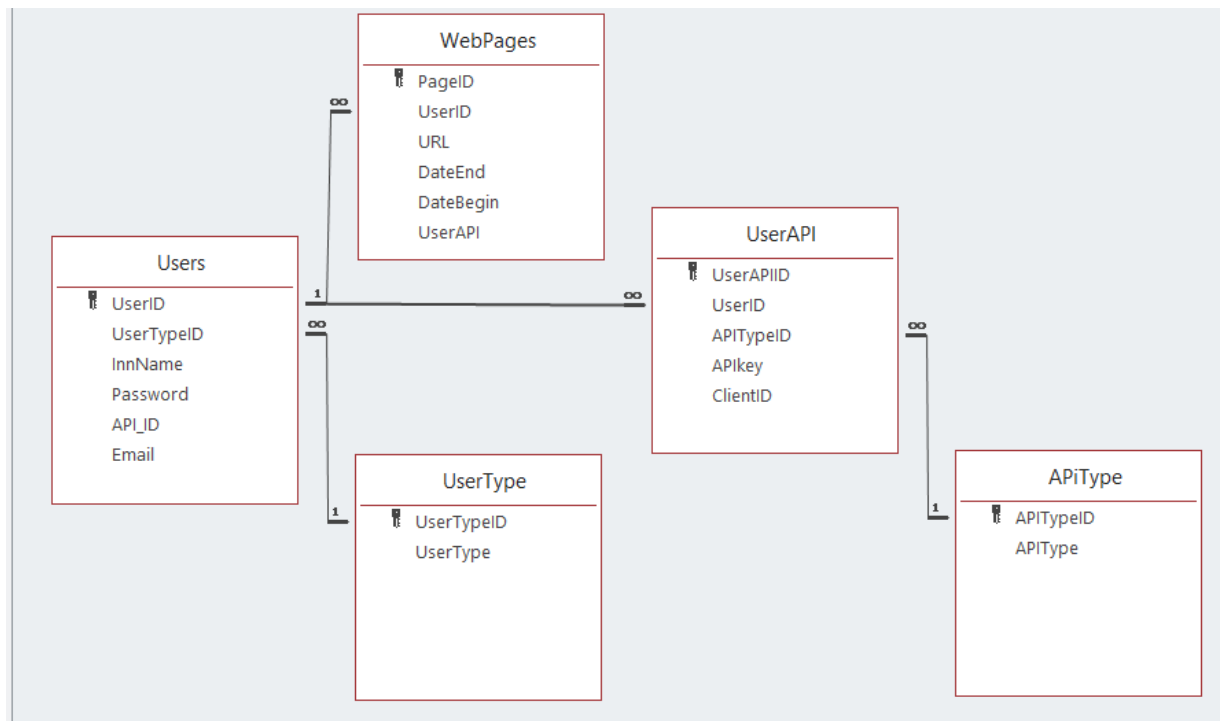 WebPages
PageID
UserID
URL
DateEnd
DateBegin
UserAPI
∞
Users
UserID
UserTypeID
InnName
Password
API_ID
Email
1
∞
∞
UserAPI
UserAPIID
UserID
APITypeID
APIkey
ClientID
∞
UserType
UserTypeID
UserType
1
APiType
APITypeID
APIType
1